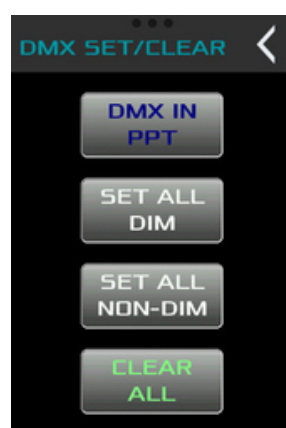 DMX SET/CLEAR
DMX IN
PPT
SET ALL
DIM
SET ALL
NON-DIM
CLEAR
ALL